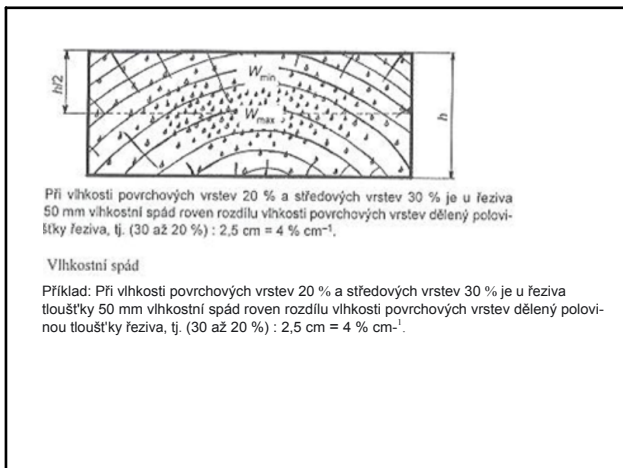 h/2
W min
W max
h
Při vlhkosti povrchových vrstev 20 % a středových vrstev 30 % je u řeziva
50 mm vlhkostní spád roven rozdílu vlhkosti povrchových vrstev dělený polovi-
šťky řeziva, tj. (30 až 20 %) : 2,5 cm = 4 % cm⁻¹.
Vlhkostní spád
Příklad: Při vlhkosti povrchových vrstev 20 % a středových vrstev 30 % je u řeziva
tloušťky 50 mm vlhkostní spád roven rozdílu vlhkosti povrchových vrstev dělený polovi-
nou tloušťky řeziva, tj. (30 až 20 %) : 2,5 cm = 4 % cm-¹.